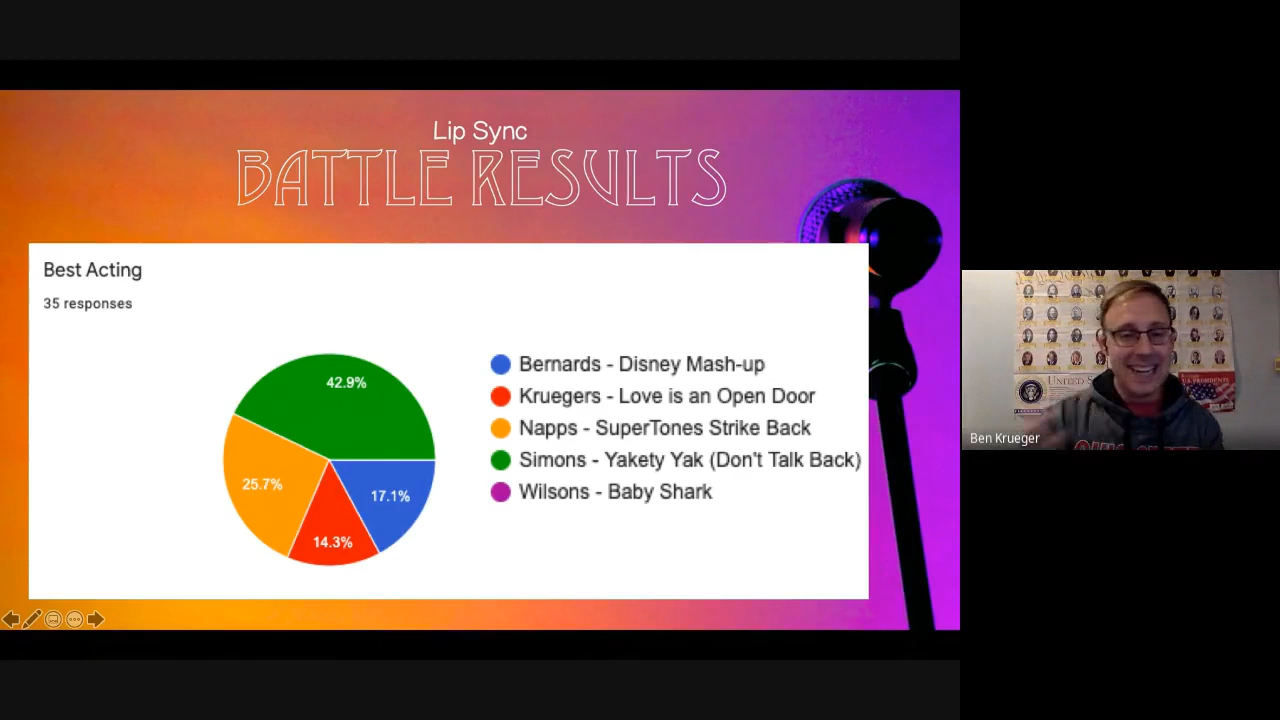 Lip Sync
BATTLE RESULTS
Best Acting
35 responses
42.9%
25.7%
17.1%
14.3%
Bernards - Disney Mash-up
Kruegers - Love is an Open Door
Napps - SuperTones Strike Back
Simons - Yakety Yak (Don't Talk Back)
Wilsons - Baby Shark
UNITED
U.S. PRESIDENTS
Ben Krueger